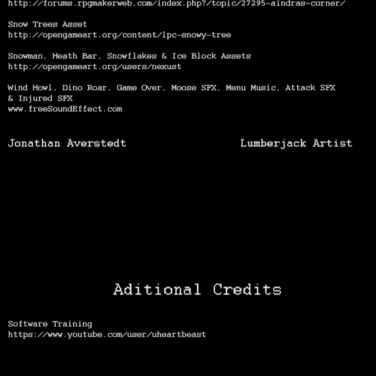 http://forums.rpgmakerweb.com/index.php?/topic/27295-aindras-corner/
Snow Trees Asset
http://opengameart.org/content/lpc-snowy-tree
Snowman, Heath Bar, Snowflakes & Ice Block Assets
http://opengameart.org/users/nexust
Wind Howl, Dino Roar, Game Over, Moose SFX, Menu Music, Attack SFX
& Injured SFX
www.freeSoundEffect.com
Jonathan Averstedt Lumberjack Artist
Aditional Credits
Software Training
https://www.youtube.com/user/uheartbeast